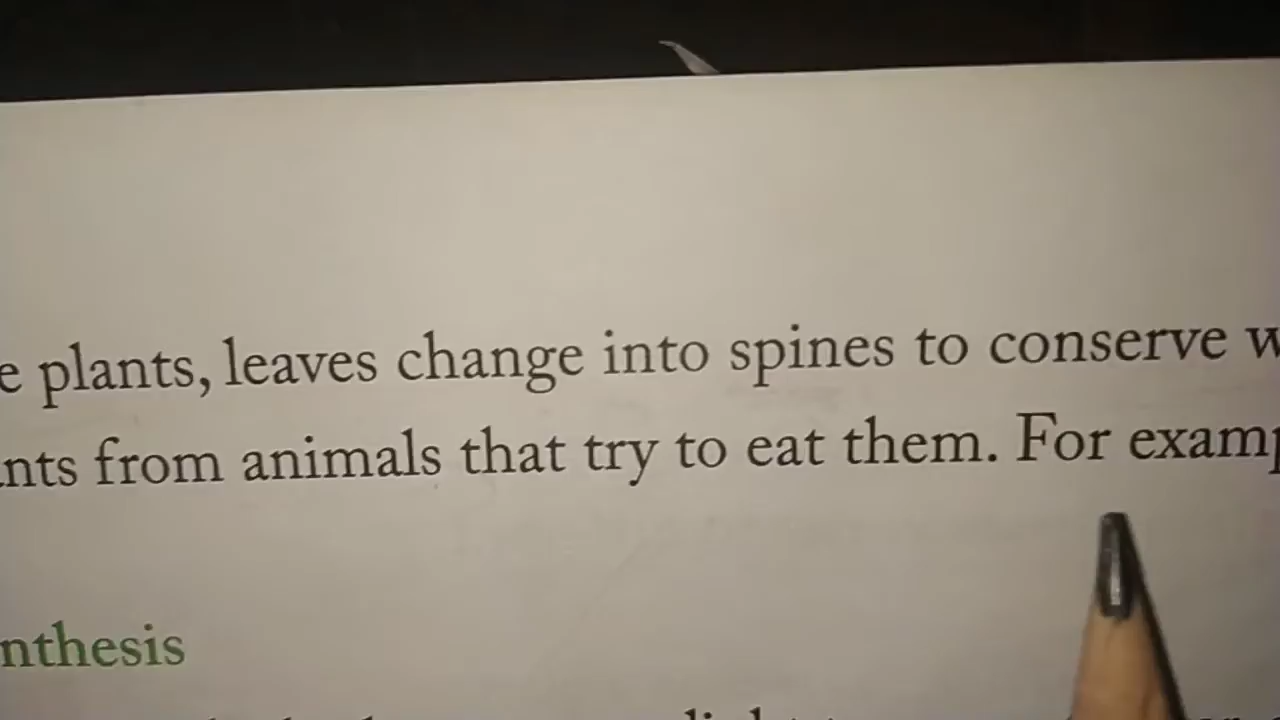 e plants, leaves change into spines to conserve w
nts from animals that try to eat them. For examp
nthesis